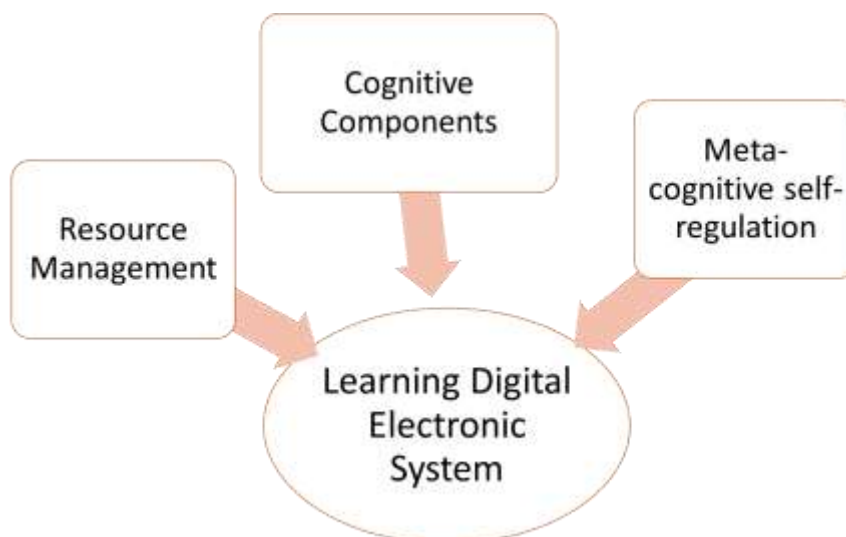 Cognitive
Components
Meta-
cognitive self-
regulation
Resource
Management
Learning Digital
Electronic
System